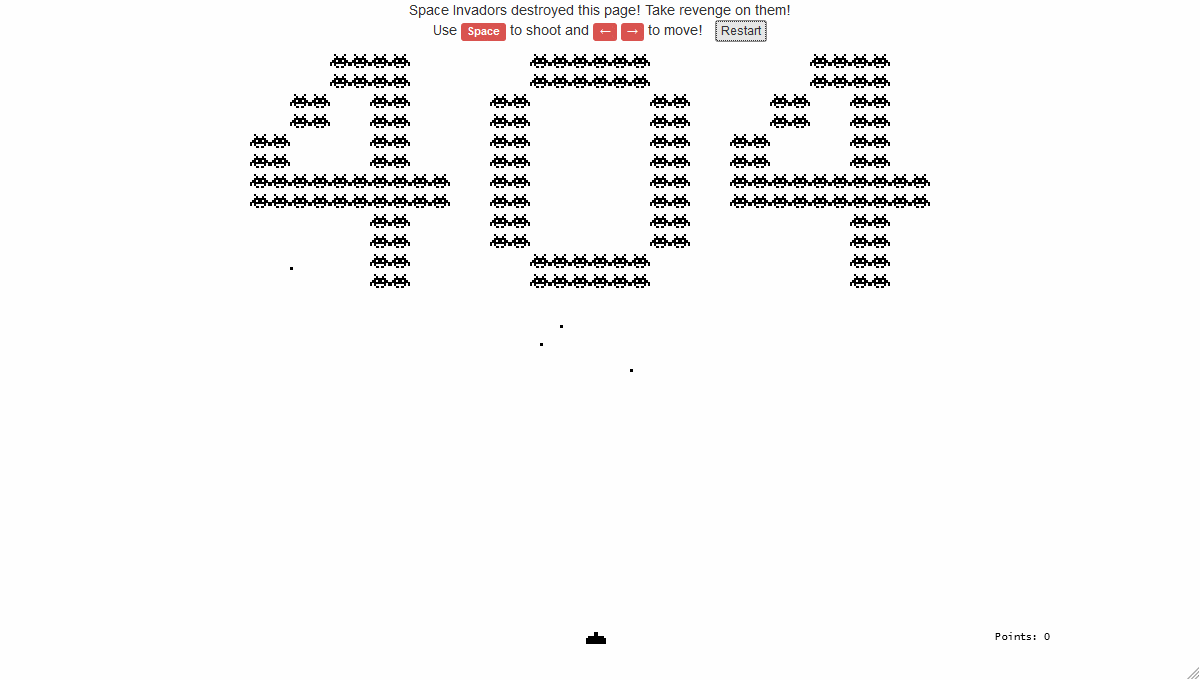 Space Invadors destroyed this page! Take revenge on them!
Use Space to shoot and ← → to move! Restart
404
Points: 0